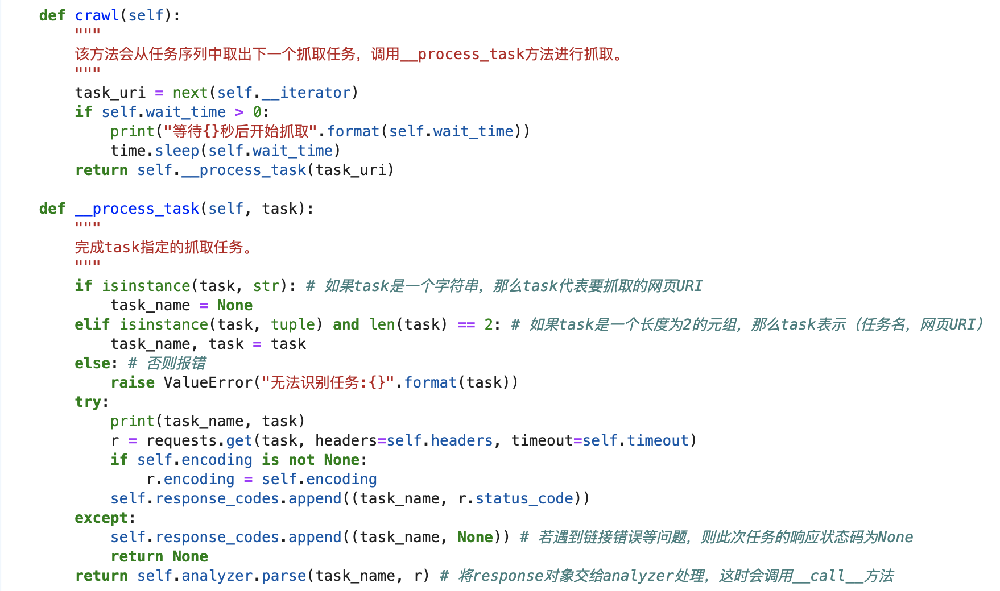 def crawl(self):
"""
该方法会从任务序列中取出下一个抓取任务，调用__process_task方法进行抓取。
"""
task_uri = next(self.__iterator)
if self.wait_time > 0:
print("等待{}秒后开始抓取".format(self.wait_time))
time.sleep(self.wait_time)
return self.__process_task(task_uri)
def __process_task(self, task):
"""
完成task指定的抓取任务。
"""
if isinstance(task, str): # 如果task是一个字符串，那么task代表要抓取的网页URI
task_name = None
elif isinstance(task, tuple) and len(task) == 2: # 如果task是一个长度为2的元组，那么task表示（任务名，网页URI）
task_name, task = task
else: # 否则报错
raise ValueError("无法识别任务:{}".format(task))
try:
print(task_name, task)
r = requests.get(task, headers=self.headers, timeout=self.timeout)
if self.encoding is not None:
r.encoding = self.encoding
self.response_codes.append((task_name, r.status_code))
except:
self.response_codes.append((task_name, None)) # 若遇到链接错误等问题，则此次任务的响应状态码为None
return None
return self.analyzer.parse(task_name, r) # 将response对象交给analyzer处理，这时会调用__call__方法